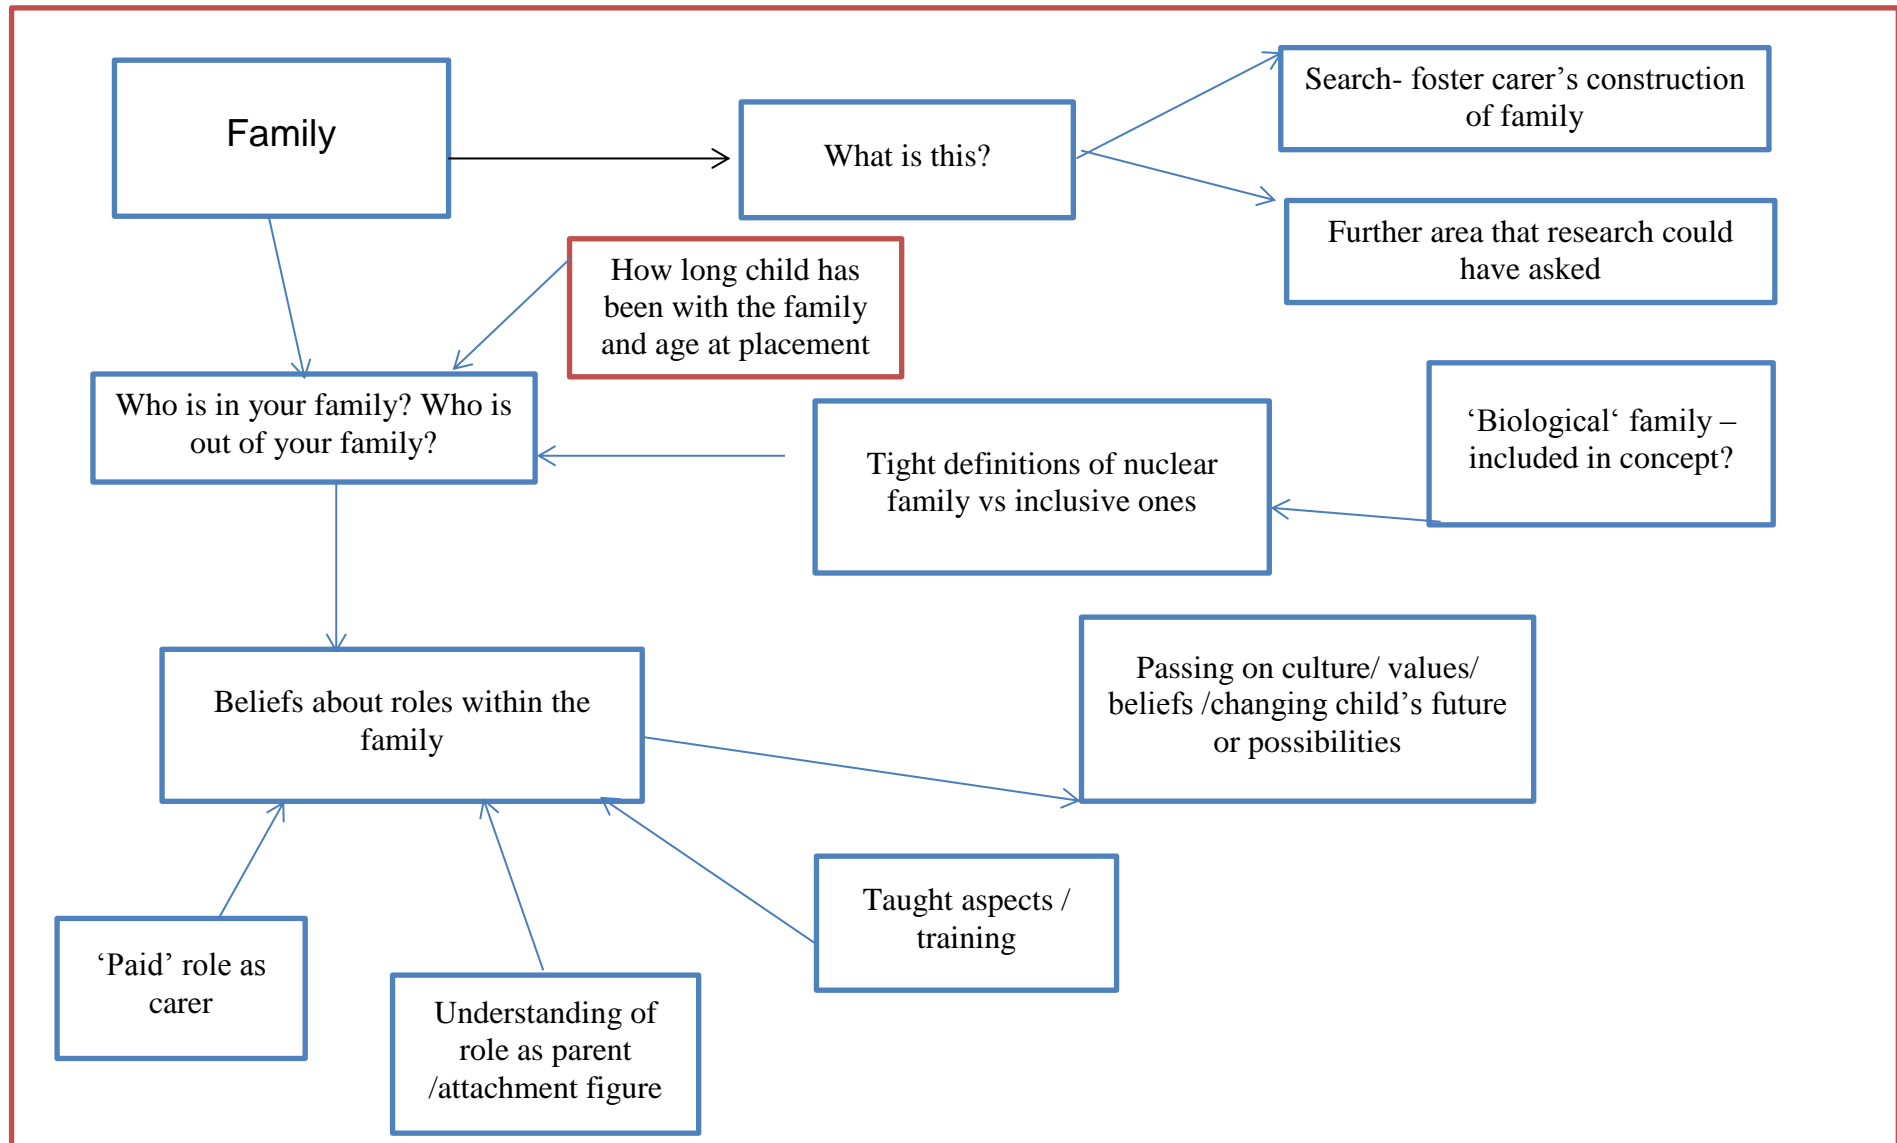 Family
What is this?
Search- foster carer’s construction
of family
Further area that research could
have asked
How long child has
been with the family
and age at placement
Who is in your family? Who is
out of your family?
Tight definitions of nuclear
family vs inclusive ones
‘Biological‘ family –
included in concept?
Beliefs about roles within the
family
Passing on culture/ values/
beliefs /changing child’s future
or possibilities
‘Paid’ role as
carer
Understanding of
role as parent
/attachment figure
Taught aspects /
training